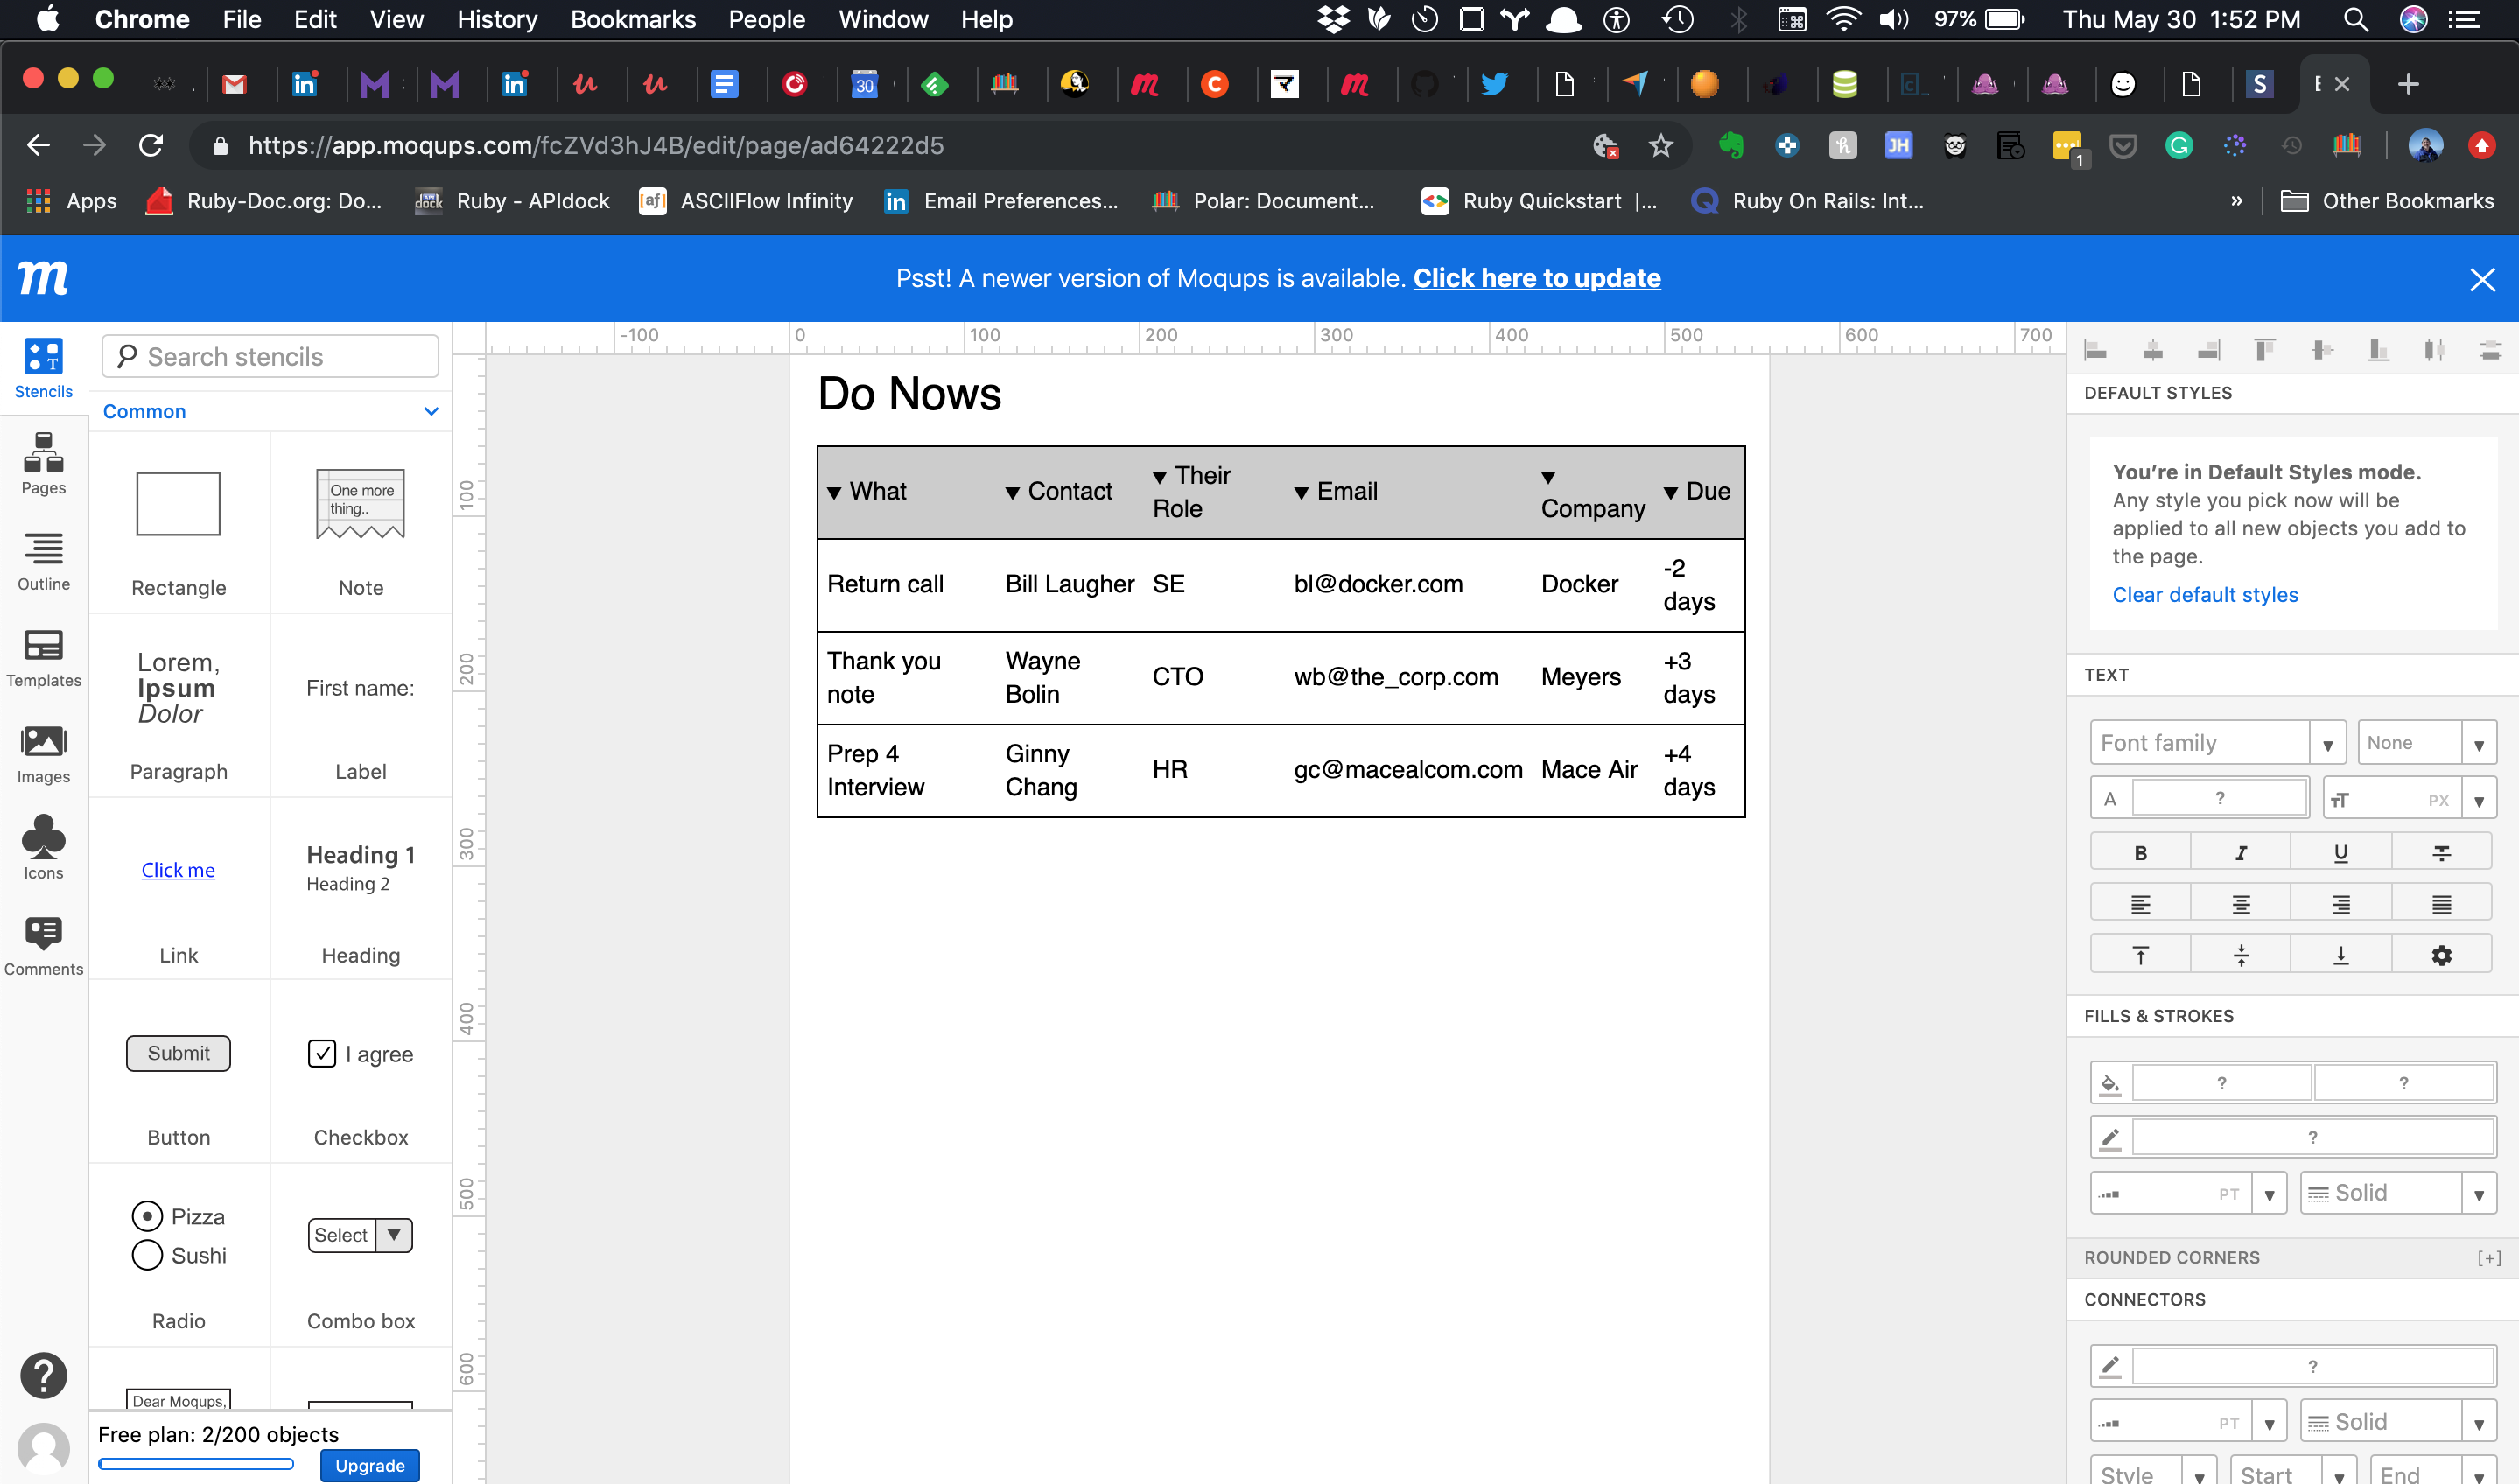 Chrome File Edit View History Bookmarks People Window Help 97% Thu May 30 1:52 PM
https://app.moqups.com/fcZVd3hJ4B/edit/page/ad64222d5
Apps Ruby-Doc.org: Do... Ruby - APIdock ASCIIFlow Infinity Email Preferences... Polar: Document... Ruby Quickstart |... Ruby On Rails: Int... » Other Bookmarks
m Psst! A newer version of Moqups is available. Click here to update
Stencils
Pages
Outline
Templates
Images
Icons
Comments
Search stencils
Common
One more
thing..
Rectangle Note
Lorem,
Ipsum
Dolor
First name:
Paragraph Label
Click me
Heading 1
Heading 2
Link Heading
Submit I agree
Button Checkbox
Pizza
Sushi
Select
Radio Combo box
Dear Moqups,
Free plan: 2/200 objects
Upgrade
-100 0 100 200 300 400 500 600 700
100
200
300
400
500
600
Do Nows
▼ What ▼ Contact ▼ Their Role ▼ Email ▼ Company ▼ Due
Return call Bill Laugher SE bl@docker.com Docker -2 days
Thank you note Wayne Bolin CTO wb@the_corp.com Meyers +3 days
Prep 4 Interview Ginny Chang HR gc@macealcom.com Mace Air +4 days
DEFAULT STYLES
You're in Default Styles mode.
Any style you pick now will be
applied to all new objects you add to
the page.
Clear default styles
TEXT
Font family None
A ? TT PX
B I U T
FILLS & STROKES
? ?
?
PT Solid
ROUNDED CORNERS [+]
CONNECTORS
?
PT Solid
Style Start End